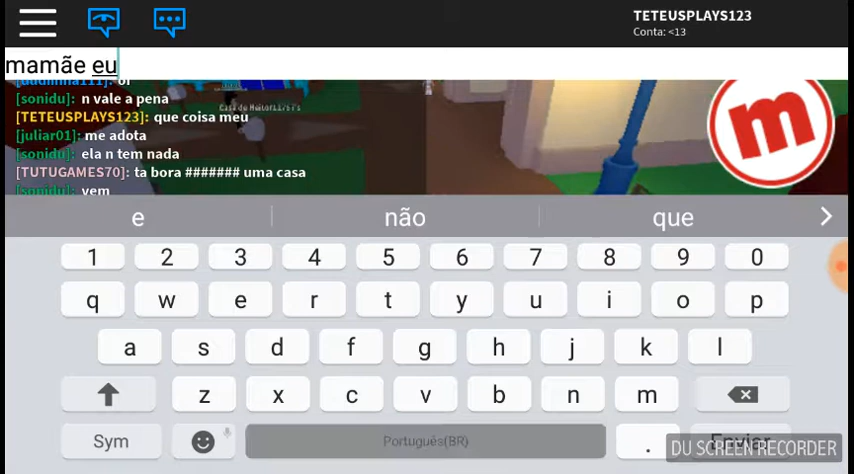 TETEUSPLAYS123
Conta: <13
mamãe eu
[sonidu]: n vale a pena
[TETEUSPLAYS123]: que coisa meu
[juliar01]: me adota
[sonidu]: ela n tem nada
[TUTUGAMES70]: ta bora ####### uma casa
[sonidu]: vem
m
e não que
1 2 3 4 5 6 7 8 9 0
q w e r t y u i o p
a s d f g h j k l
z x c v b n m
Sym Português(BR) . Enviar
DU SCREEN RECORDER